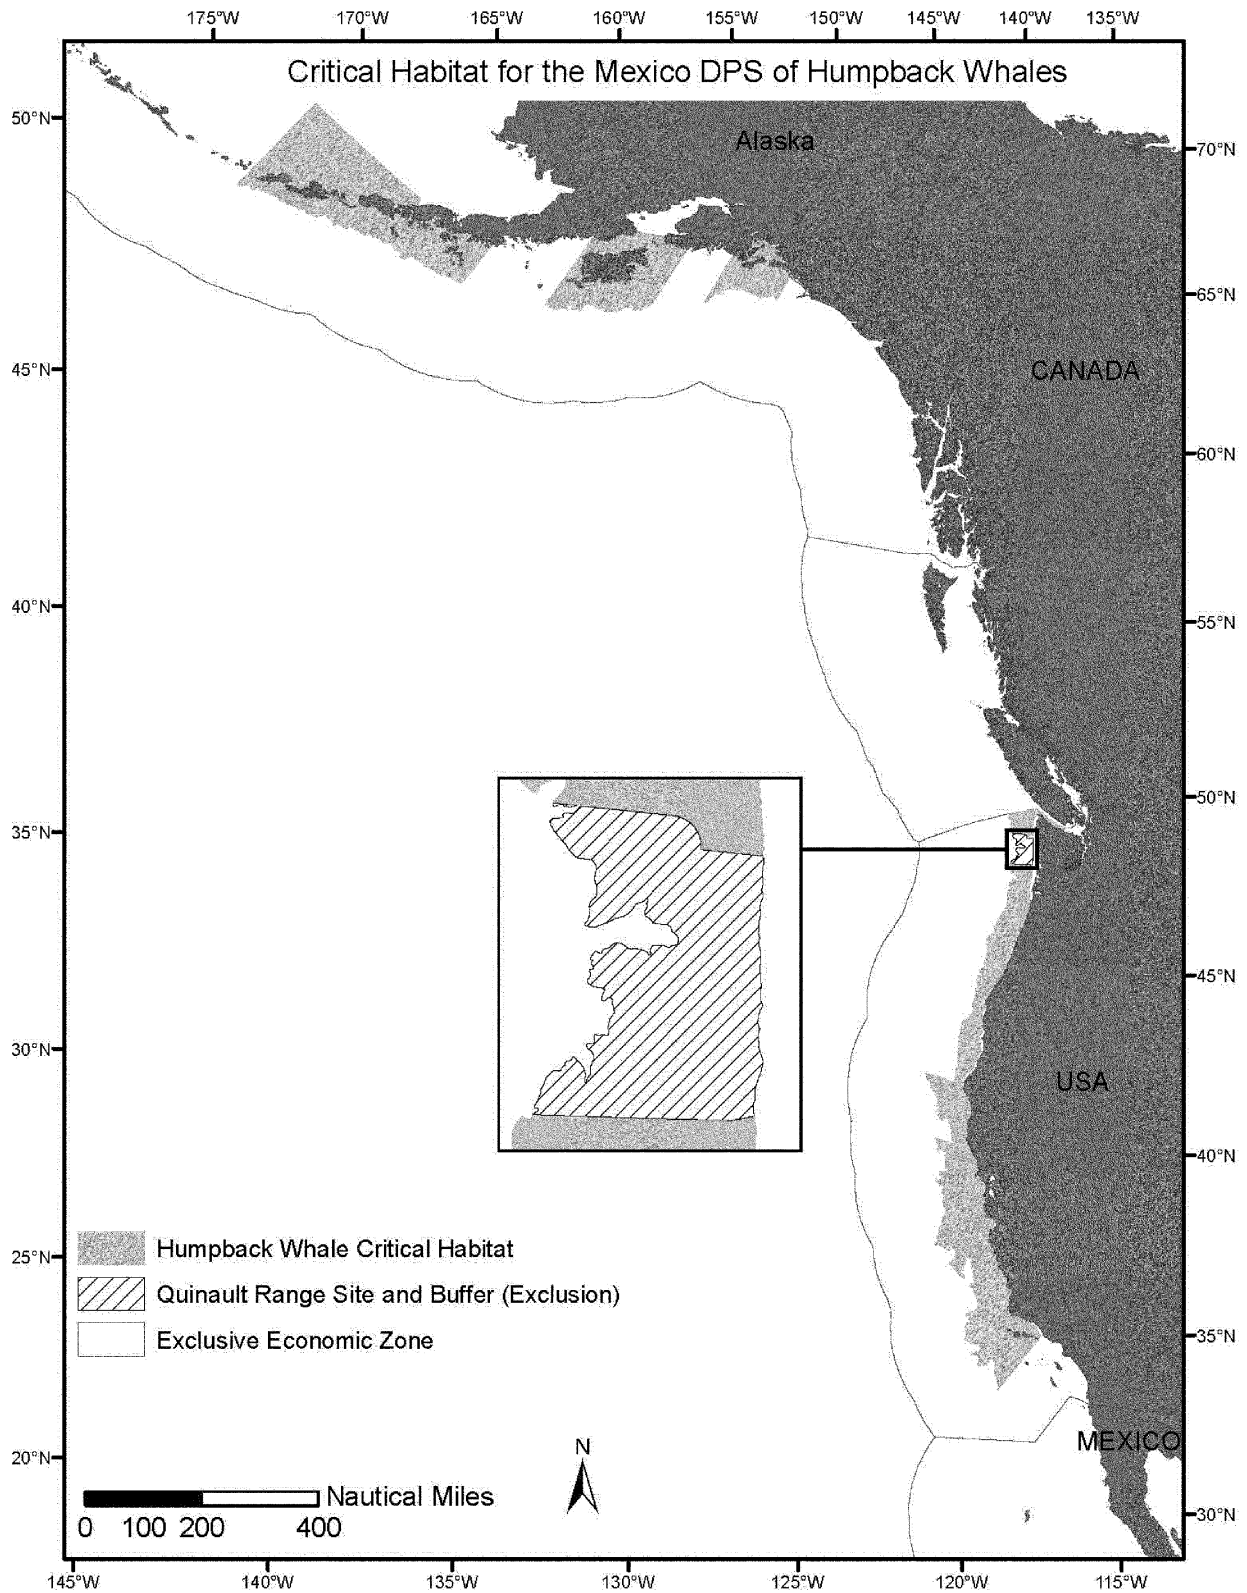 175°W 170°W 165°W 160°W 155°W 150°W 145°W 140°W 135°W
Critical Habitat for the Mexico DPS of Humpback Whales
50°N
Alaska
70°N
65°N
45°N
CANADA
60°N
40°N
55°N
50°N
35°N
45°N
30°N
USA
40°N
Humpback Whale Critical Habitat
25°N
Quinault Range Site and Buffer (Exclusion)
Exclusive Economic Zone
35°N
MEXICO
20°N
N
Nautical Miles
0 100 200 400
30°N
145°W 140°W 135°W 130°W 125°W 120°W 115°W